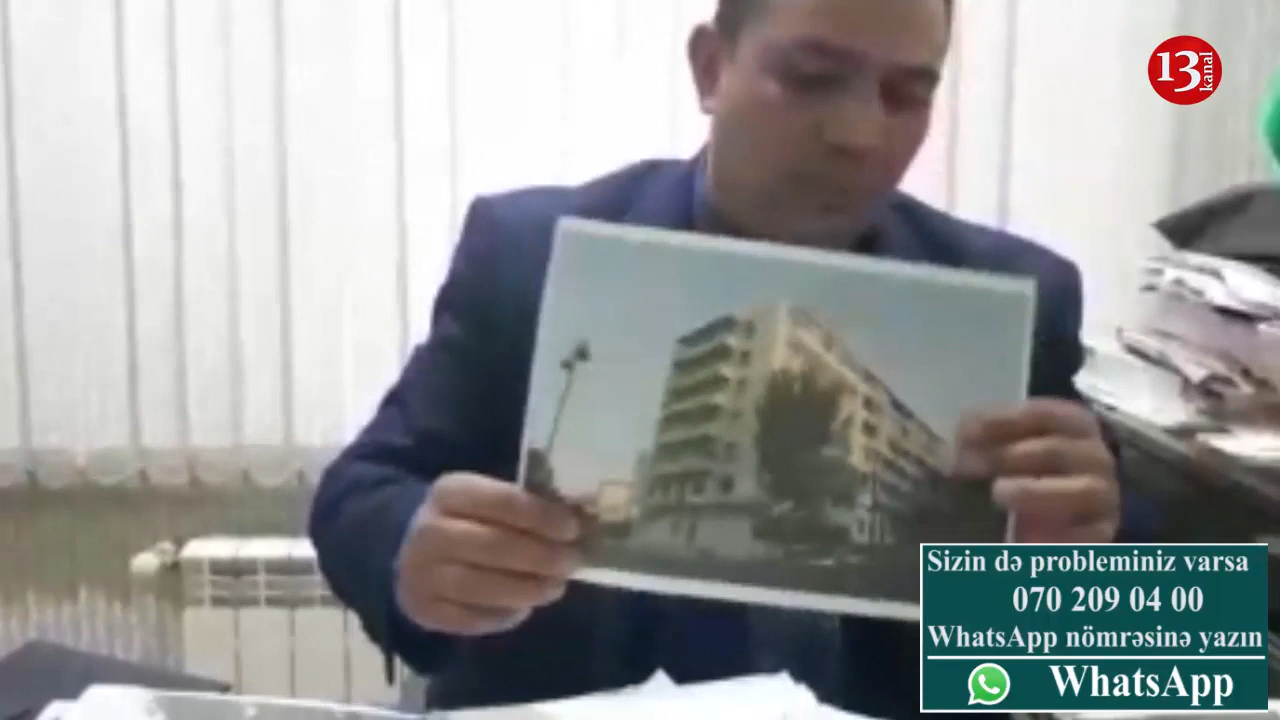 13
kanal
Sizin də probleminiz varsa
070 209 04 00
WhatsApp nömrəsinə yazın
WhatsApp